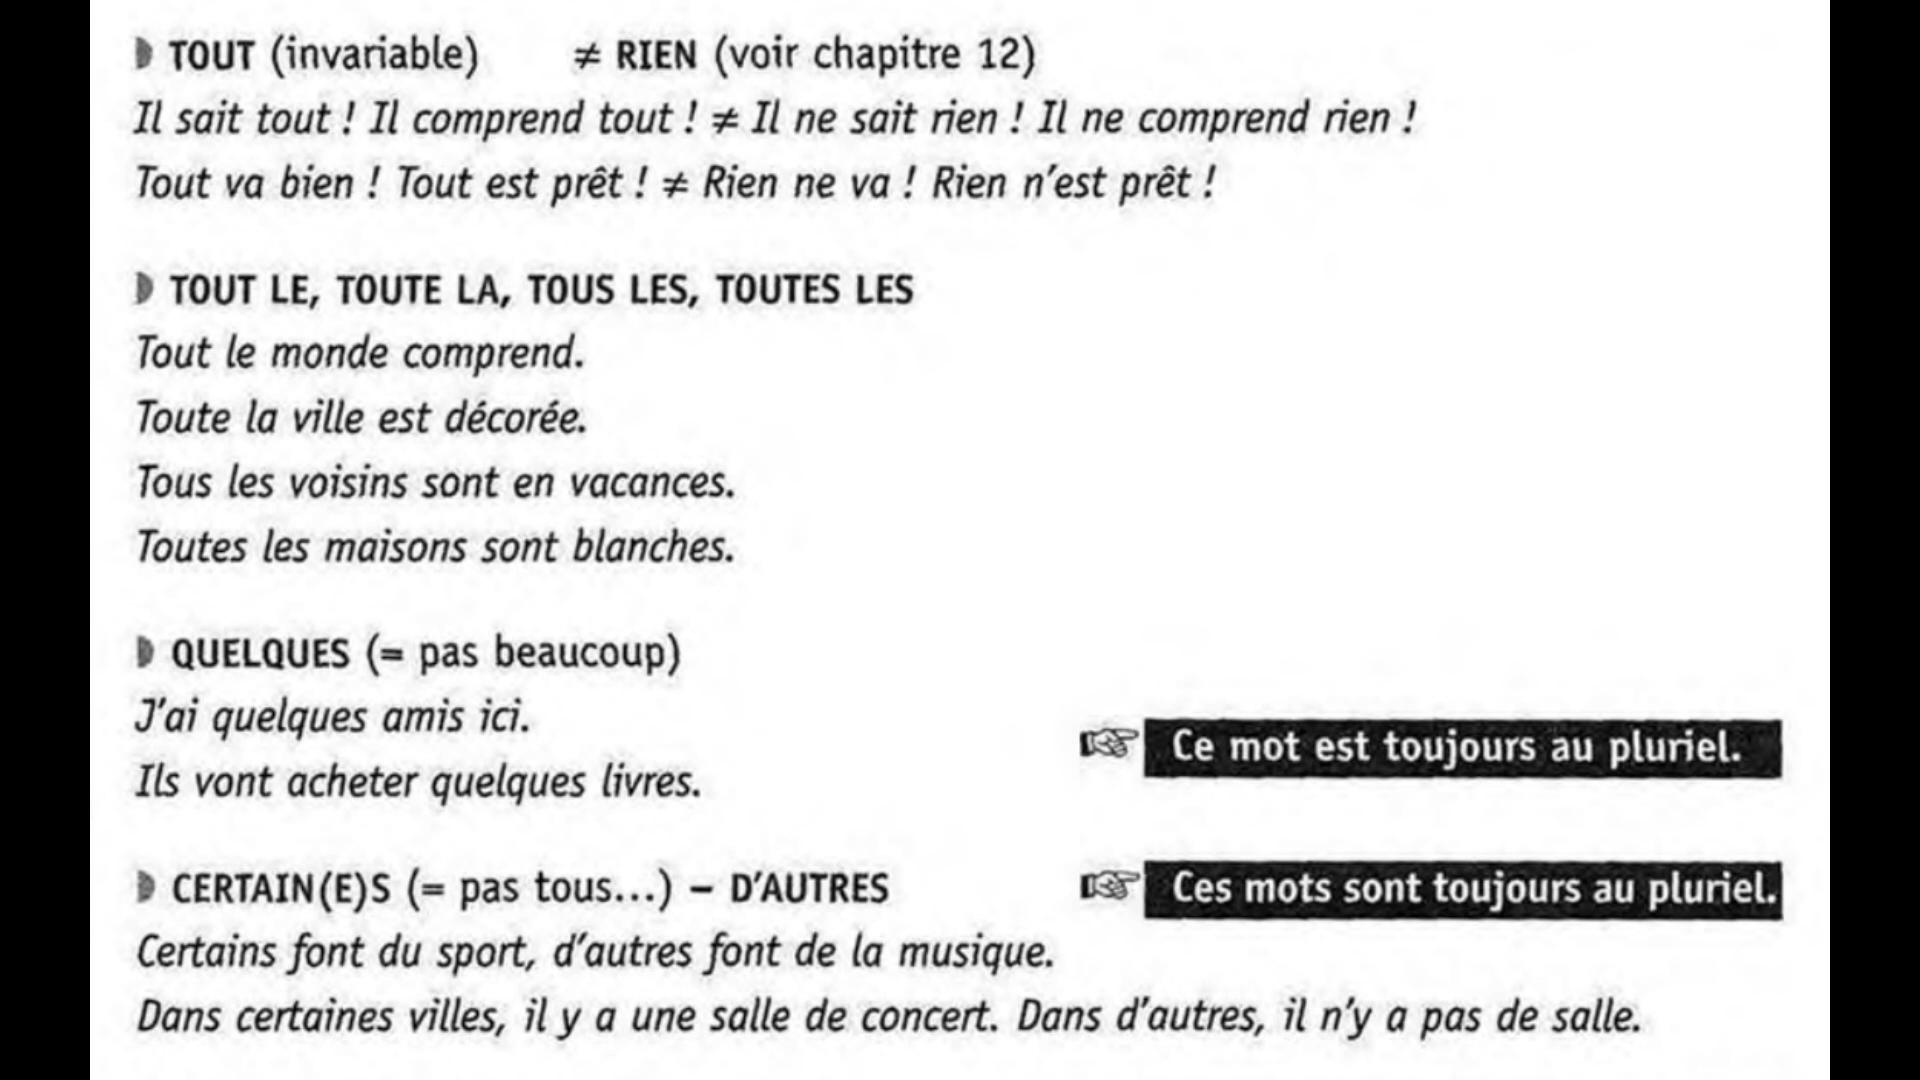 TOUT (invariable) ≠ RIEN (voir chapitre 12)
Il sait tout ! Il comprend tout ! ≠ Il ne sait rien ! Il ne comprend rien !
Tout va bien ! Tout est prêt ! ≠ Rien ne va ! Rien n'est prêt !
TOUT LE, TOUTE LA, TOUS LES, TOUTES LES
Tout le monde comprend.
Toute la ville est décorée.
Tous les voisins sont en vacances.
Toutes les maisons sont blanches.
QUELQUES (= pas beaucoup)
J'ai quelques amis ici.
Ce mot est toujours au pluriel.
Ils vont acheter quelques livres.
CERTAIN(E)S (= pas tous...) – D'AUTRES
Ces mots sont toujours au pluriel.
Certains font du sport, d'autres font de la musique.
Dans certaines villes, il y a une salle de concert. Dans d'autres, il n'y a pas de salle.